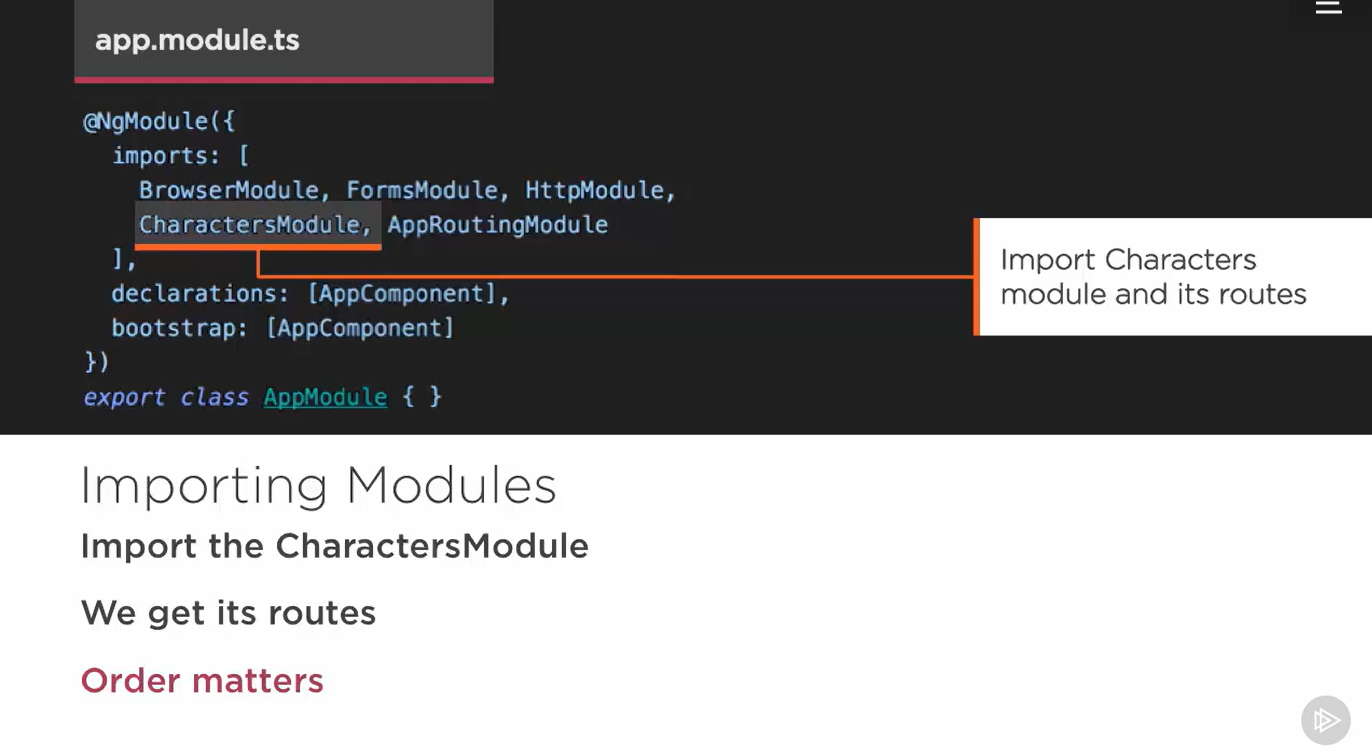 app.module.ts
@NgModule({
imports: [
BrowserModule, FormsModule, HttpModule,
CharactersModule, AppRoutingModule
],
declarations: [AppComponent],
bootstrap: [AppComponent]
})
export class AppModule { }
Import Characters
module and its routes
Importing Modules
Import the CharactersModule
We get its routes
Order matters